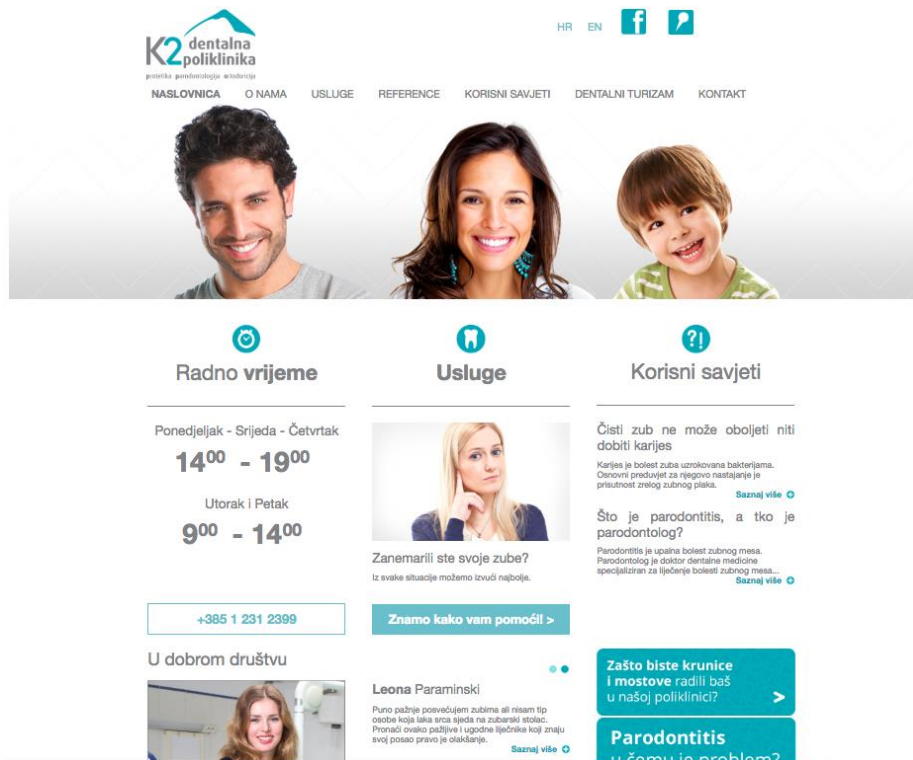 K2 dentalna
poliklinika
protetika parodontologija ortodoncija
HR EN
NASLOVNICA O NAMA USLUGE REFERENCE KORISNI SAVJETI DENTALNI TURIZAM KONTAKT
Radno vrijeme
Ponedjeljak - Srijeda - Četvrtak
14⁰⁰ - 19⁰⁰
Utorak i Petak
9⁰⁰ - 14⁰⁰
+385 1 231 2399
Usluge
Zanemarili ste svoje zube?
Iz svake situacije možemo izvući najbolje.
Znamo kako vam pomoći! >
?! 
Korisni savjeti
Čisti zub ne može oboljeti niti
dobiti karijes
Karijes je bolest zuba uzrokovana bakterijama.
Osnovni preduvjet za njegovo nastajanje je
prisutnost zrelog zubnog plaka.
Saznaj više
Što je parodontitis, a tko je
parodontolog?
Parodontitis je upalna bolest zubnog mesa.
Parodontolog je doktor dentalne medicine
specijaliziran za liječenje bolesti zubnog mesa...
Saznaj više
U dobrom društvu
Leona Paraminski
Puno pažnje posvećujem zubima ali nisam tip
osobe koja laka srca sjeda na zubarski stolac.
Pronaći ovako pažljive i ugodne liječnike koji znaju
svoj posao pravo je olakšanje.
Saznaj više
Zašto biste krunice
i mostove radili baš
u našoj poliklinici? >
Parodontitis
u čemu je problem?